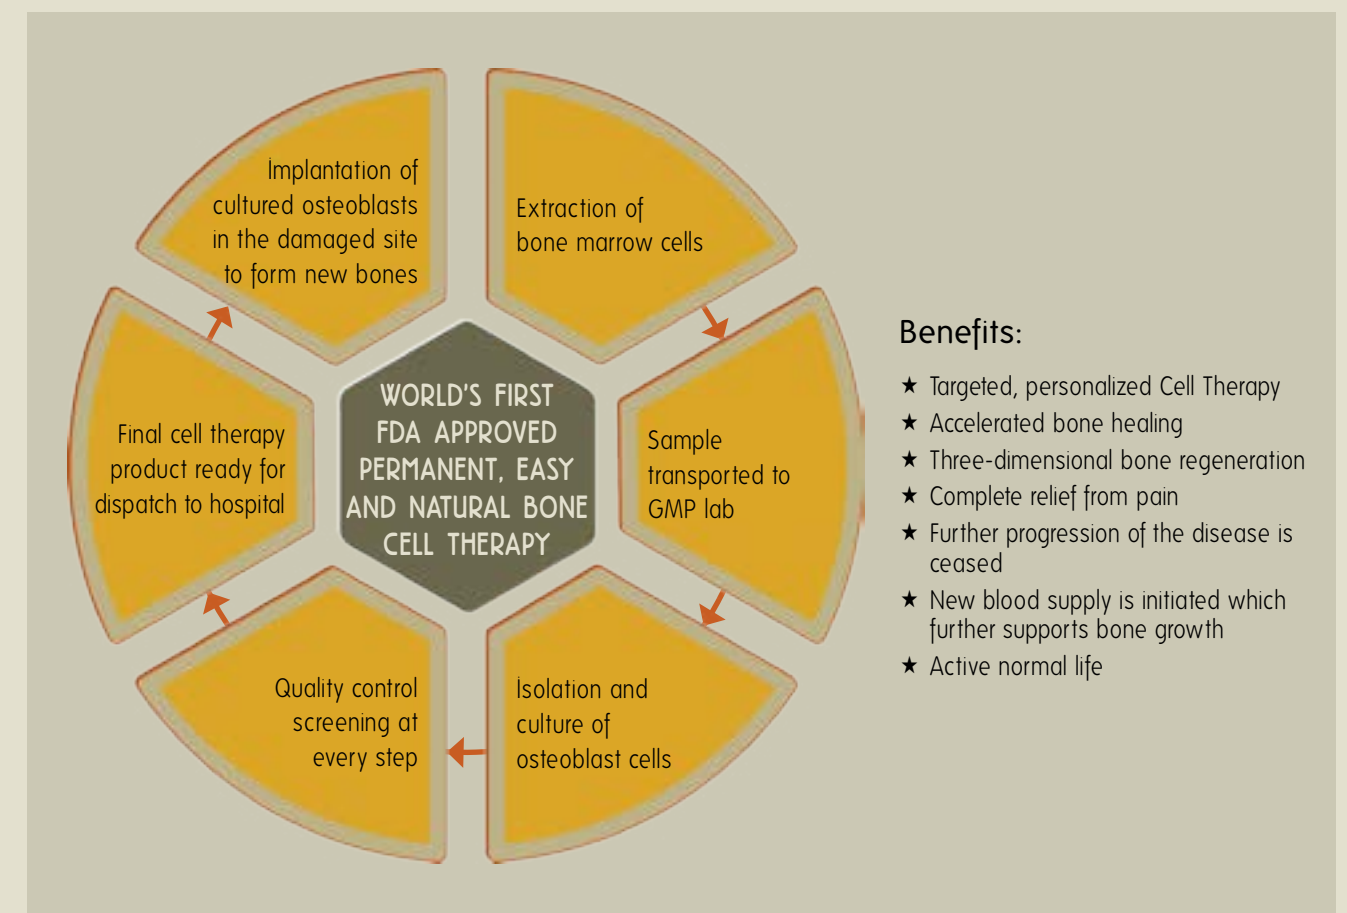 Implantation of
cultured osteoblasts
in the damaged site
to form new bones
Extraction of
bone marrow cells
Final cell therapy
product ready for
dispatch to hospital
WORLD'S FIRST
FDA APPROVED
PERMANENT, EASY
AND NATURAL BONE
CELL THERAPY
Sample
transported to
GMP lab
Quality control
screening at
every step
Isolation and
culture of
osteoblast cells
Benefits:
★ Targeted, personalized Cell Therapy
★ Accelerated bone healing
★ Three-dimensional bone regeneration
★ Complete relief from pain
★ Further progression of the disease is
ceased
★ New blood supply is initiated which
further supports bone growth
★ Active normal life